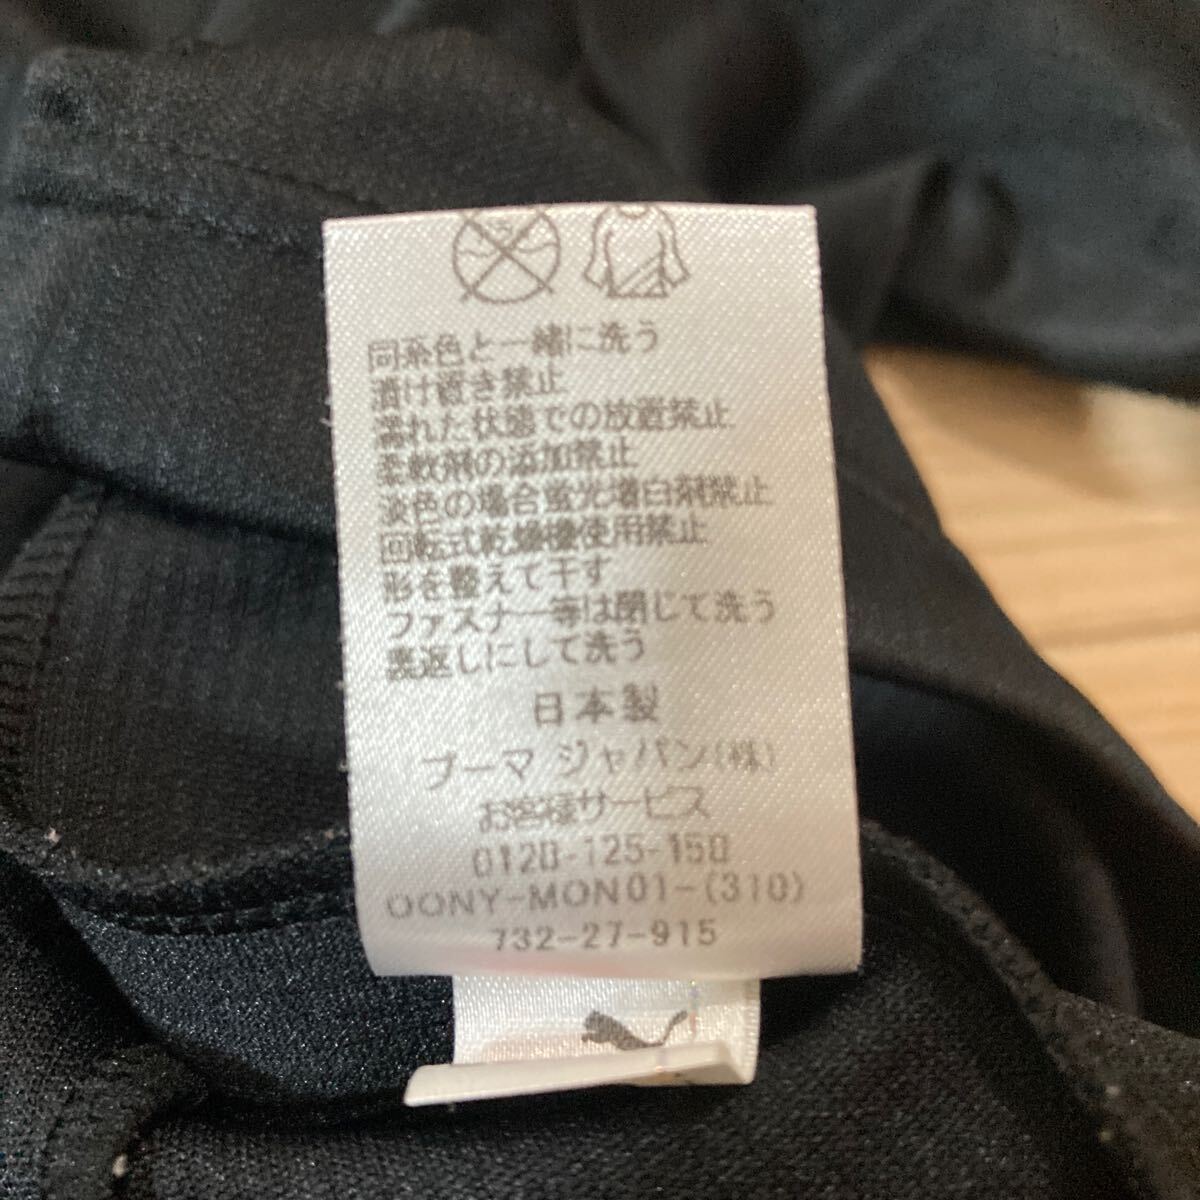 同系色と一緒に洗う
漬け置き禁止
濡れた状態での放置禁止
柔軟剤の添加禁止
淡色の場合蛍光増白剤禁止
回転式乾燥機使用禁止
形を整えて干す
ファスナー等は閉じて洗う
裏返しにして洗う
日本製
プーマ ジャパン(株)
お客様サービス
0120-125-150
OONY-MON01-(310)
732-27-915